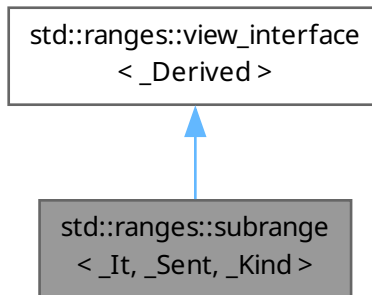 std::ranges::view_interface
< _Derived >
std::ranges::subrange
< _It, _Sent, _Kind >